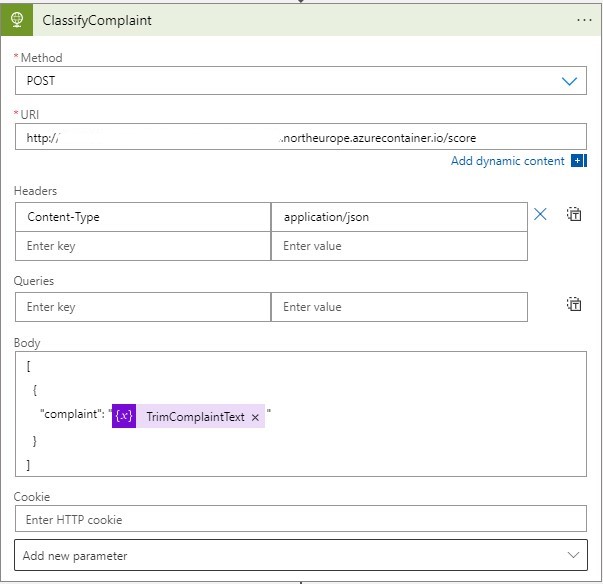 ClassifyComplaint
...
* Method
POST
* URI
http:/
.northeurope.azurecontainer.io/score
Add dynamic content
Headers
Content-Type application/json
Enter key Enter value
Queries
Enter key Enter value
Body
[
{
"complaint": "{x} TrimComplaintText × "
}
]
Cookie
Enter HTTP cookie
Add new parameter